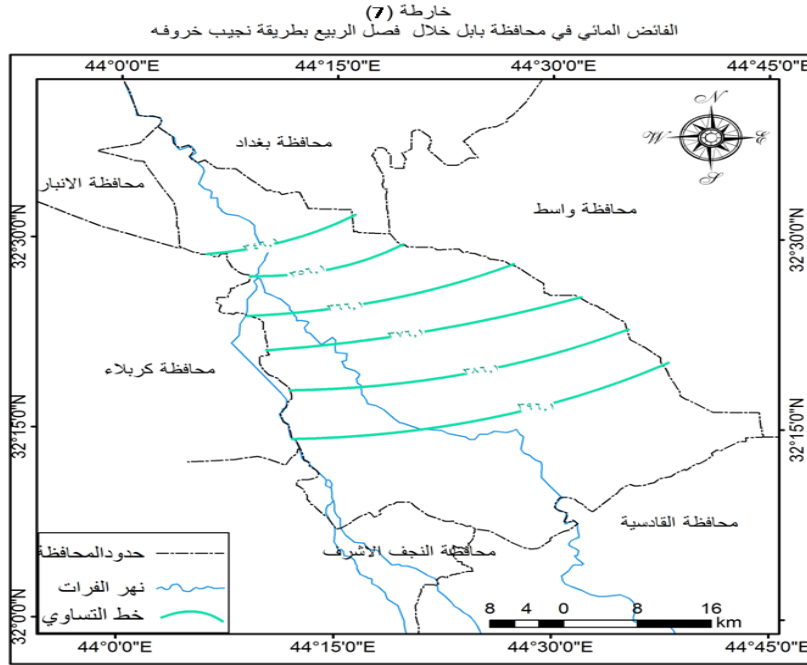 خارطة (7)
الفائض المائي في محافظة بابل خلال فصل الربيع بطريقة نجيب خروفه
44°0'0"E 44°15'0"E 44°30'0"E 44°45'0"E
N
W E
S
محافظة بغداد
محافظة الانبار
محافظة واسط
32°30'0"N 32°30'0"N
٣٤٦,١
٣٥٦,١
٣٦٦,١
٣٧٦,١
محافظة كربلاء
٣٨٦,١
٣٩٦,١
32°15'0"N 32°15'0"N
محافظة القادسية
محافظة النجف الاشرف
حدودالمحافظة
نهر الفرات
خط التساوي
8 4 0 8 16
km
32°0'0"N 32°0'0"N
44°0'0"E 44°15'0"E 44°30'0"E 44°45'0"E